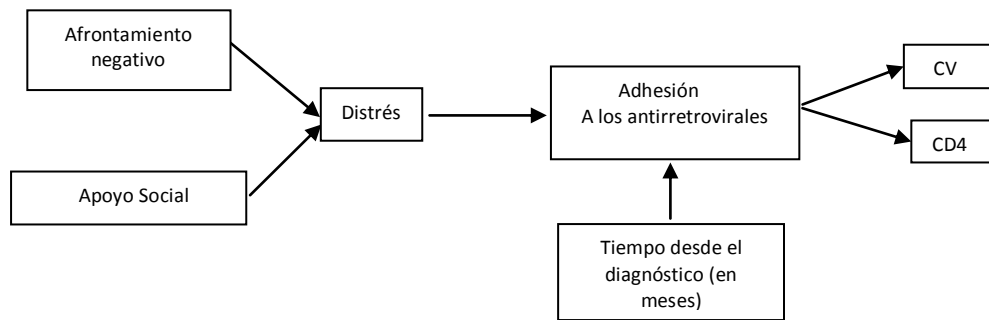 Afrontamiento
negativo
Apoyo Social
Distrés
Adhesión
A los antirretrovirales
Tiempo desde el
diagnóstico (en
meses)
CV
CD4